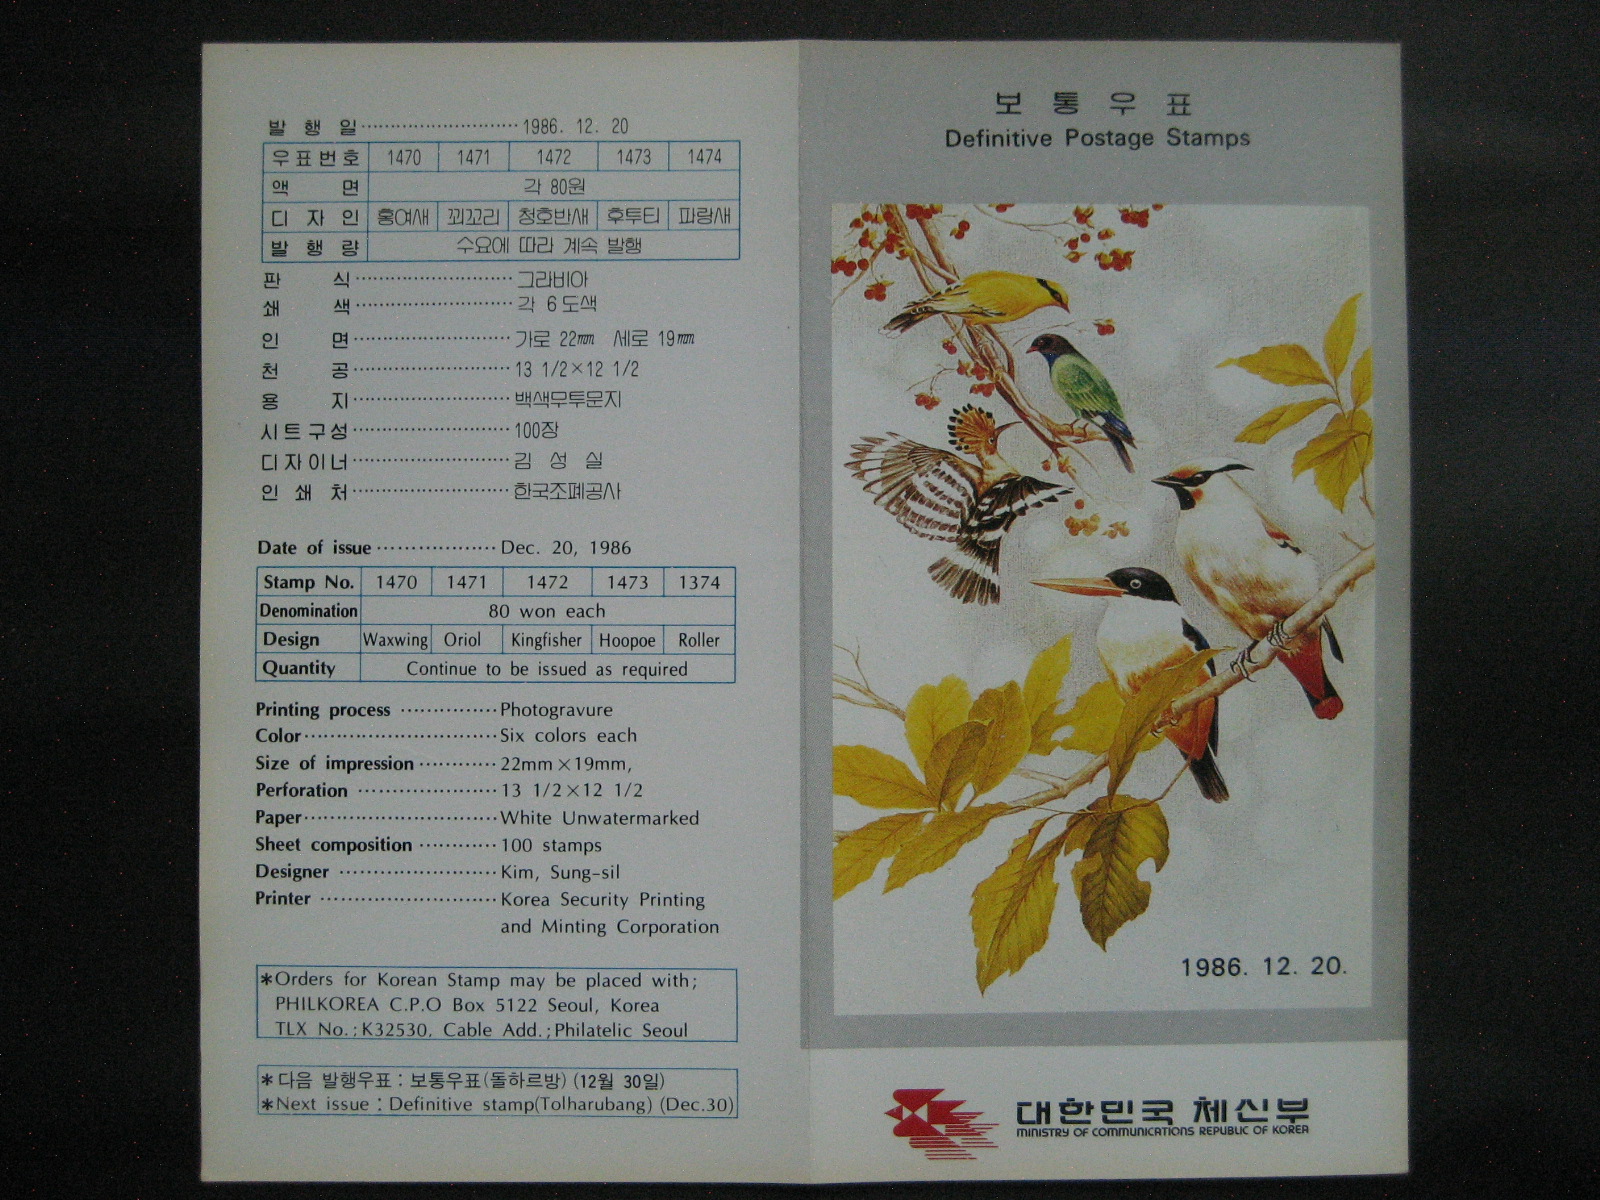 발 행 일 ························ 1986. 12. 20
우표번호 1470 1471 1472 1473 1474
액 면 각 80원
디 자 인 홍여새 꾀꼬리 청호반새 후투티 파랑새
발 행 량 수요에 따라 계속 발행
판 식 ························ 그라비아
쇄 색 ························ 각 6도색
인 면 ························ 가로 22㎜ 세로 19㎜
천 공 ························ 13 1/2×12 1/2
용 지 ························ 백색무투문지
시트구성 ························ 100장
디자이너 ························ 김 성 실
인 쇄 처 ························ 한국조폐공사
Date of issue ·················· Dec. 20, 1986
Stamp No. 1470 1471 1472 1473 1374
Denomination 80 won each
Design Waxwing Oriol Kingfisher Hoopoe Roller
Quantity Continue to be issued as required
Printing process ··············· Photogravure
Color ···························· Six colors each
Size of impression ··········· 22mm×19mm,
Perforation ···················· 13 1/2×12 1/2
Paper ···························· White Unwatermarked
Sheet composition ··········· 100 stamps
Designer ······················· Kim, Sung-sil
Printer ·························· Korea Security Printing
and Minting Corporation
*Orders for Korean Stamp may be placed with;
PHILKOREA C.P.O Box 5122 Seoul, Korea
TLX No.;K32530, Cable Add.;Philatelic Seoul
*다음 발행우표 : 보통우표(돌하르방) (12월 30일)
*Next issue : Definitive stamp(Tolharubang) (Dec.30)
보 통 우 표
Definitive Postage Stamps
1986. 12. 20.
대한민국 체신부
MINISTRY OF COMMUNICATIONS REPUBLIC OF KOREA